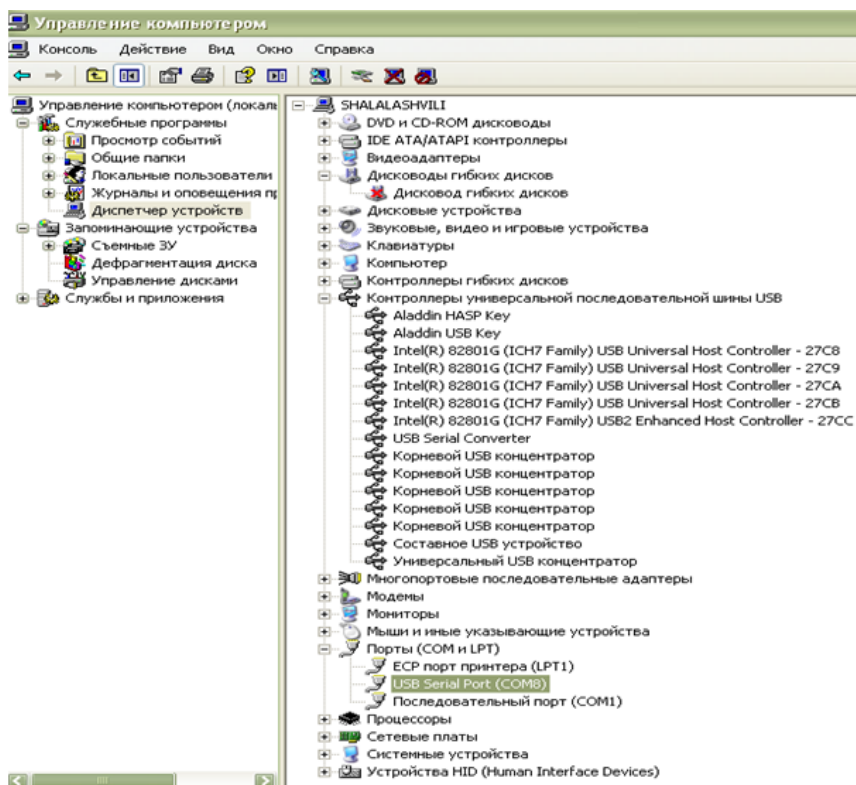 Управление компьютером
Консоль Действие Вид Окно Справка
Управление компьютером (локаль
Служебные программы
Просмотр событий
Общие папки
Локальные пользователи
Журналы и оповещения пр
Диспетчер устройств
Запоминающие устройства
Съемные ЗУ
Дефрагментация диска
Управление дисками
Службы и приложения
SHALALASHVILI
DVD и CD-ROM дисководы
IDE ATA/ATAPI контроллеры
Видеоадаптеры
Дисководы гибких дисков
Дисковод гибких дисков
Дисковые устройства
Звуковые, видео и игровые устройства
Клавиатуры
Компьютер
Контроллеры гибких дисков
Контроллеры универсальной последовательной шины USB
Aladdin HASP Key
Aladdin USB Key
Intel(R) 82801G (ICH7 Family) USB Universal Host Controller - 27C8
Intel(R) 82801G (ICH7 Family) USB Universal Host Controller - 27C9
Intel(R) 82801G (ICH7 Family) USB Universal Host Controller - 27CA
Intel(R) 82801G (ICH7 Family) USB Universal Host Controller - 27CB
Intel(R) 82801G (ICH7 Family) USB2 Enhanced Host Controller - 27CC
USB Serial Converter
Корневой USB концентратор
Корневой USB концентратор
Корневой USB концентратор
Корневой USB концентратор
Корневой USB концентратор
Составное USB устройство
Универсальный USB концентратор
Многопортовые последовательные адаптеры
Модемы
Мониторы
Мыши и иные указывающие устройства
Порты (COM и LPT)
ECP порт принтера (LPT1)
USB Serial Port (COM8)
Последовательный порт (COM1)
Процессоры
Сетевые платы
Системные устройства
Устройства HID (Human Interface Devices)